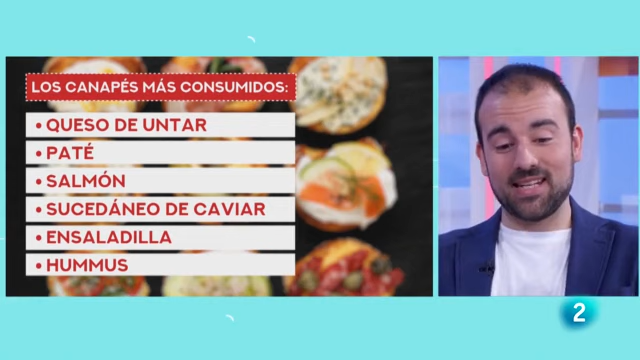 LOS CANAPÉS MÁS CONSUMIDOS:
• QUESO DE UNTAR
• PATÉ
• SALMÓN
• SUCEDÁNEO DE CAVIAR
• ENSALADILLA
• HUMMUS
2